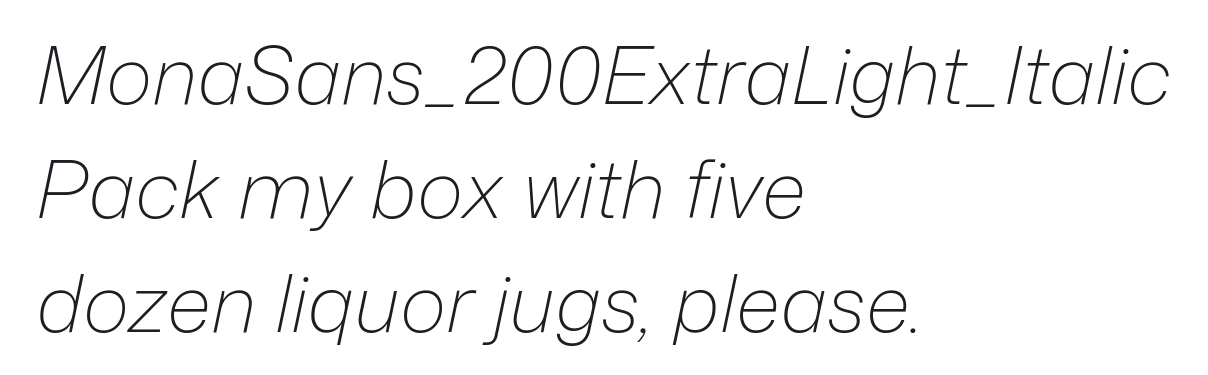 MonaSans_200ExtraLight_Italic
Pack my box with five
dozen liquor jugs, please.